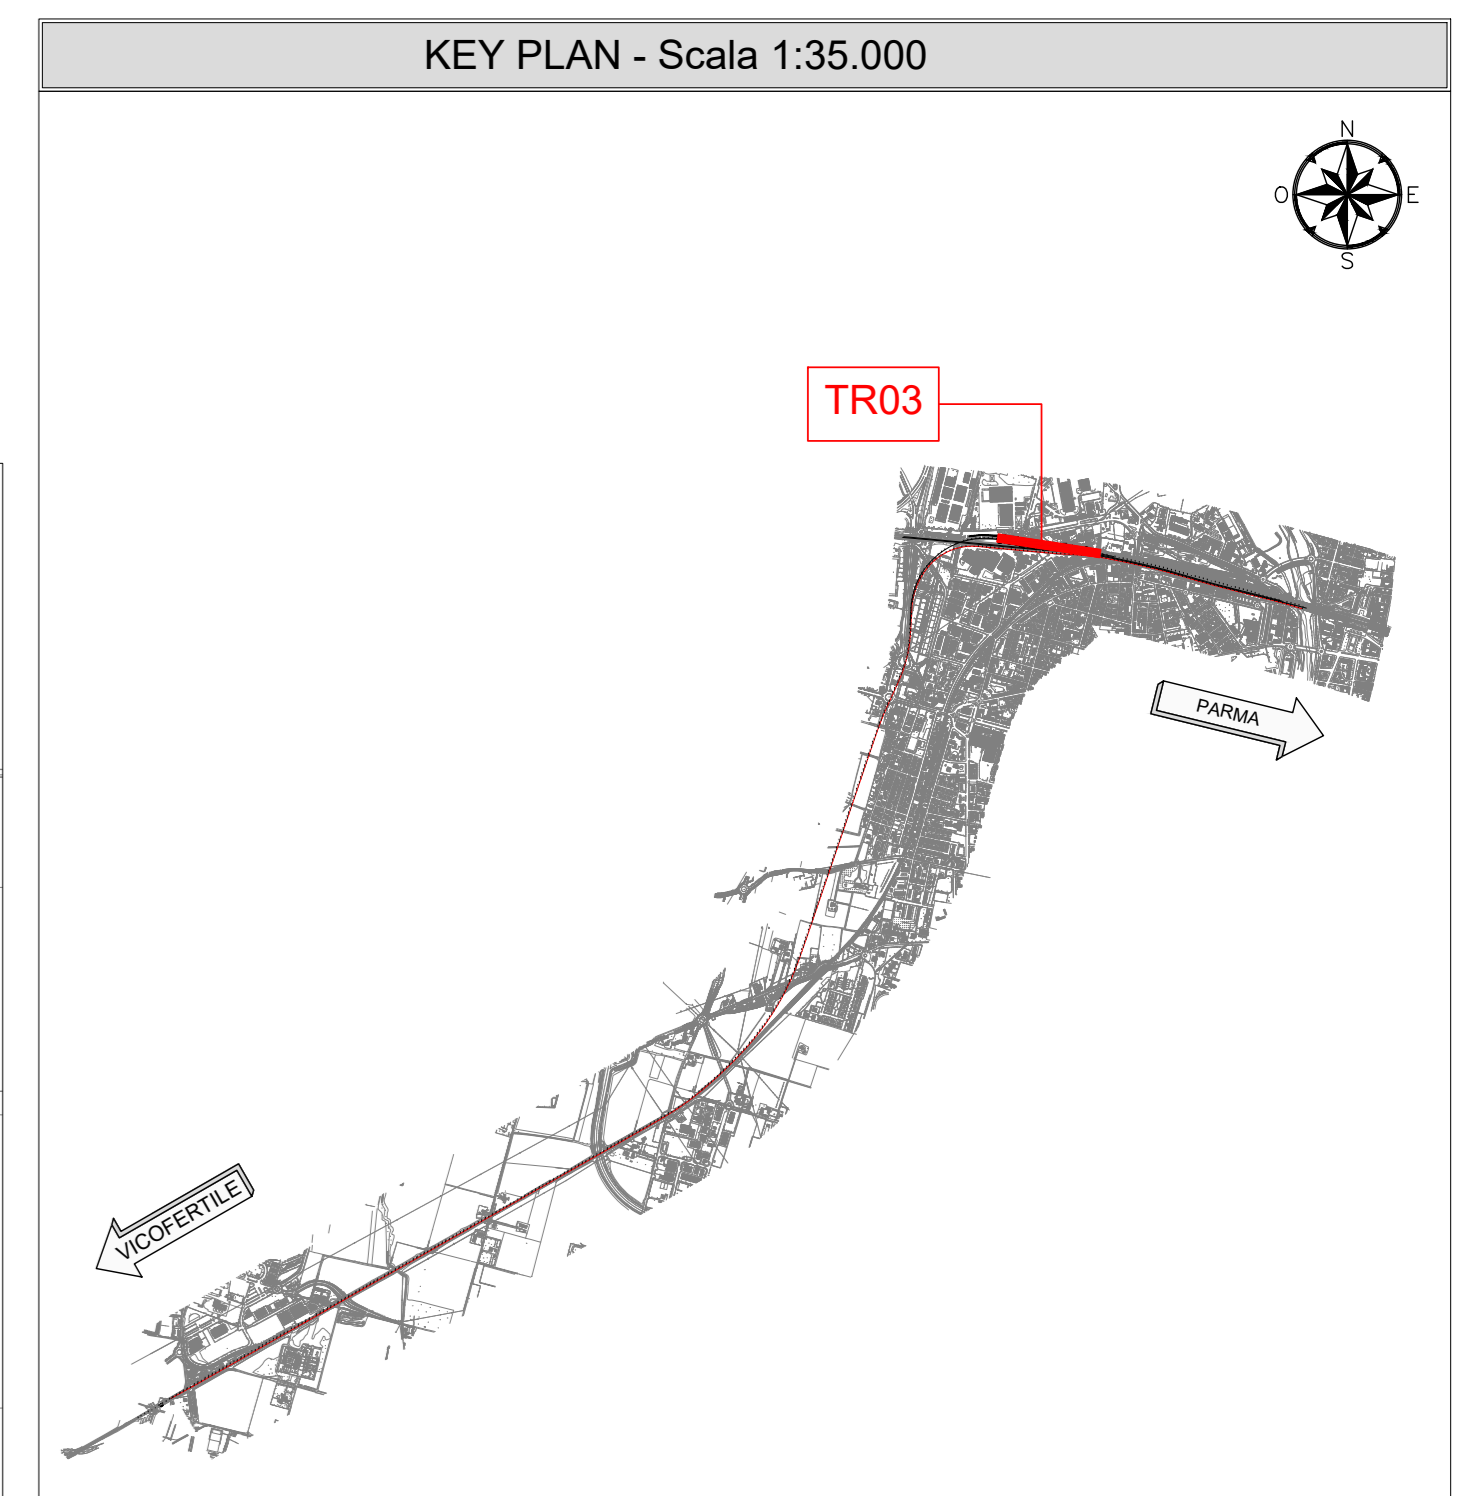 KEY PLAN - Scala 1:35.000
N
O
E
S
TR03
PARMA
VICOFERTILE